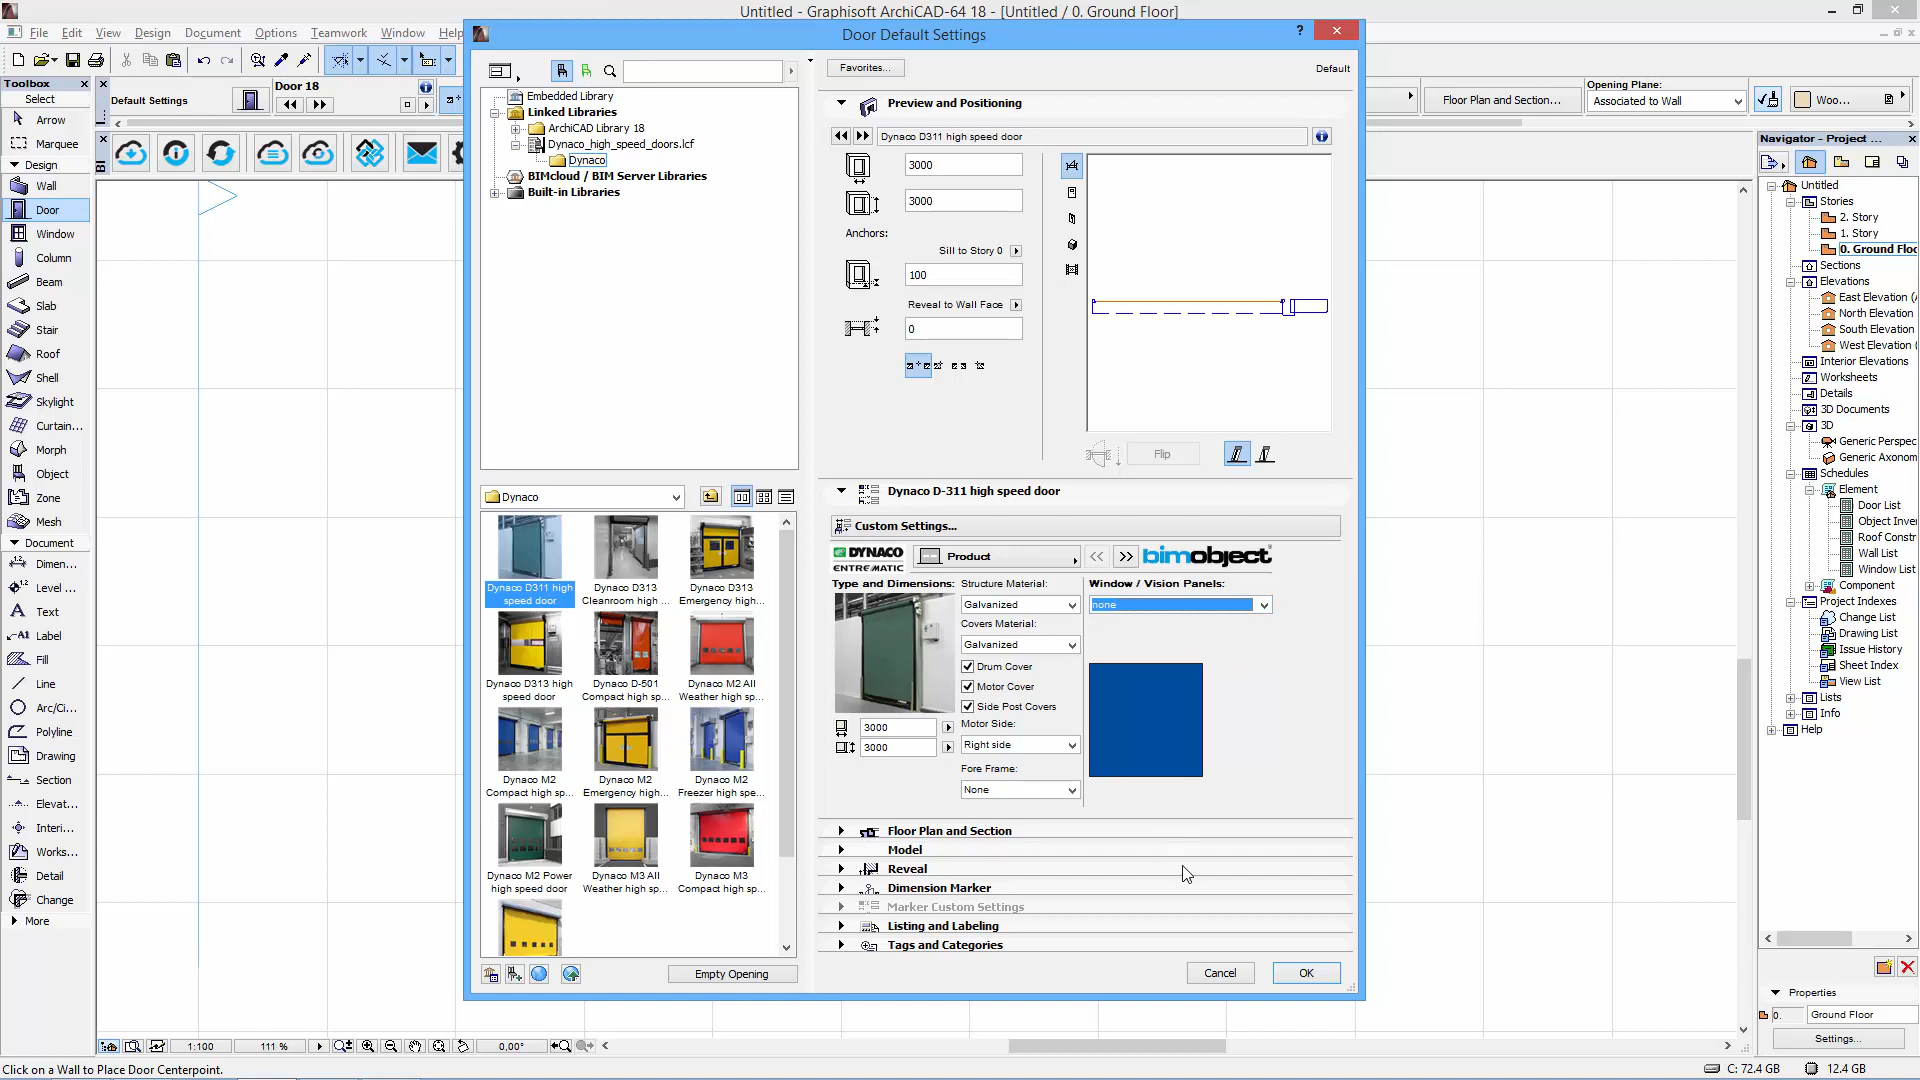 Untitled - Graphisoft ArchiCAD-64 18 - [Untitled / 0. Ground Floor]
File Edit View Design Document Options Teamwork Window Help
Door Default Settings
Toolbox
Select
Arrow
Marquee
Design
Wall
Door
Window
Column
Beam
Slab
Stair
Roof
Shell
Skylight
Curtain...
Morph
Object
Zone
Mesh
Document
Dimen...
Level ...
Text
Label
Fill
Line
Arc/Ci...
Polyline
Drawing
Section
Elevat...
Interi...
Works...
Detail
Change
More
Default Settings
Door 18
Embedded Library
Linked Libraries
ArchiCAD Library 18
Dynaco_high_speed_doors.lcf
Dynaco
BIMcloud / BIM Server Libraries
Built-in Libraries
Dynaco
Dynaco D311 high speed door
Dynaco D313 Cleanroom high ...
Dynaco D313 Emergency high...
Dynaco D313 high speed door
Dynaco D-501 Compact high sp...
Dynaco M2 All Weather high sp...
Dynaco M2 Compact high sp...
Dynaco M2 Emergency high...
Dynaco M2 Freezer high spe...
Dynaco M2 Power high speed door
Dynaco M3 All Weather high sp...
Dynaco M3 Compact high sp...
Empty Opening
Favorites...
Default
Preview and Positioning
Dynaco D311 high speed door
3000
3000
Anchors:
Sill to Story 0
100
Reveal to Wall Face
0
Flip
Dynaco D-311 high speed door
Custom Settings...
DYNACO
ENTREMATIC
Product
<< >>
bimobject
Type and Dimensions:
3000
3000
Structure Material:
Galvanized
Covers Material:
Galvanized
Drum Cover
Motor Cover
Side Post Covers
Motor Side:
Right side
Fore Frame:
None
Window / Vision Panels:
none
Floor Plan and Section
Model
Reveal
Dimension Marker
Marker Custom Settings
Listing and Labeling
Tags and Categories
Cancel
OK
Floor Plan and Section...
Opening Plane:
Associated to Wall
Woo...
Navigator - Project ...
Untitled
Stories
2. Story
1. Story
0. Ground Floo
Sections
Elevations
East Elevation (A
North Elevation
South Elevation
West Elevation (
Interior Elevations
Worksheets
Details
3D Documents
3D
Generic Perspec
Generic Axonom
Schedules
Element
Door List
Object Inver
Roof Constr
Wall List
Window List
Component
Project Indexes
Change List
Drawing List
Issue History
Sheet Index
View List
Lists
Info
Help
Properties
0.
Ground Floor
Settings...
1:100
111 %
0,00°
Click on a Wall to Place Door Centerpoint.
C: 72.4 GB
12.4 GB